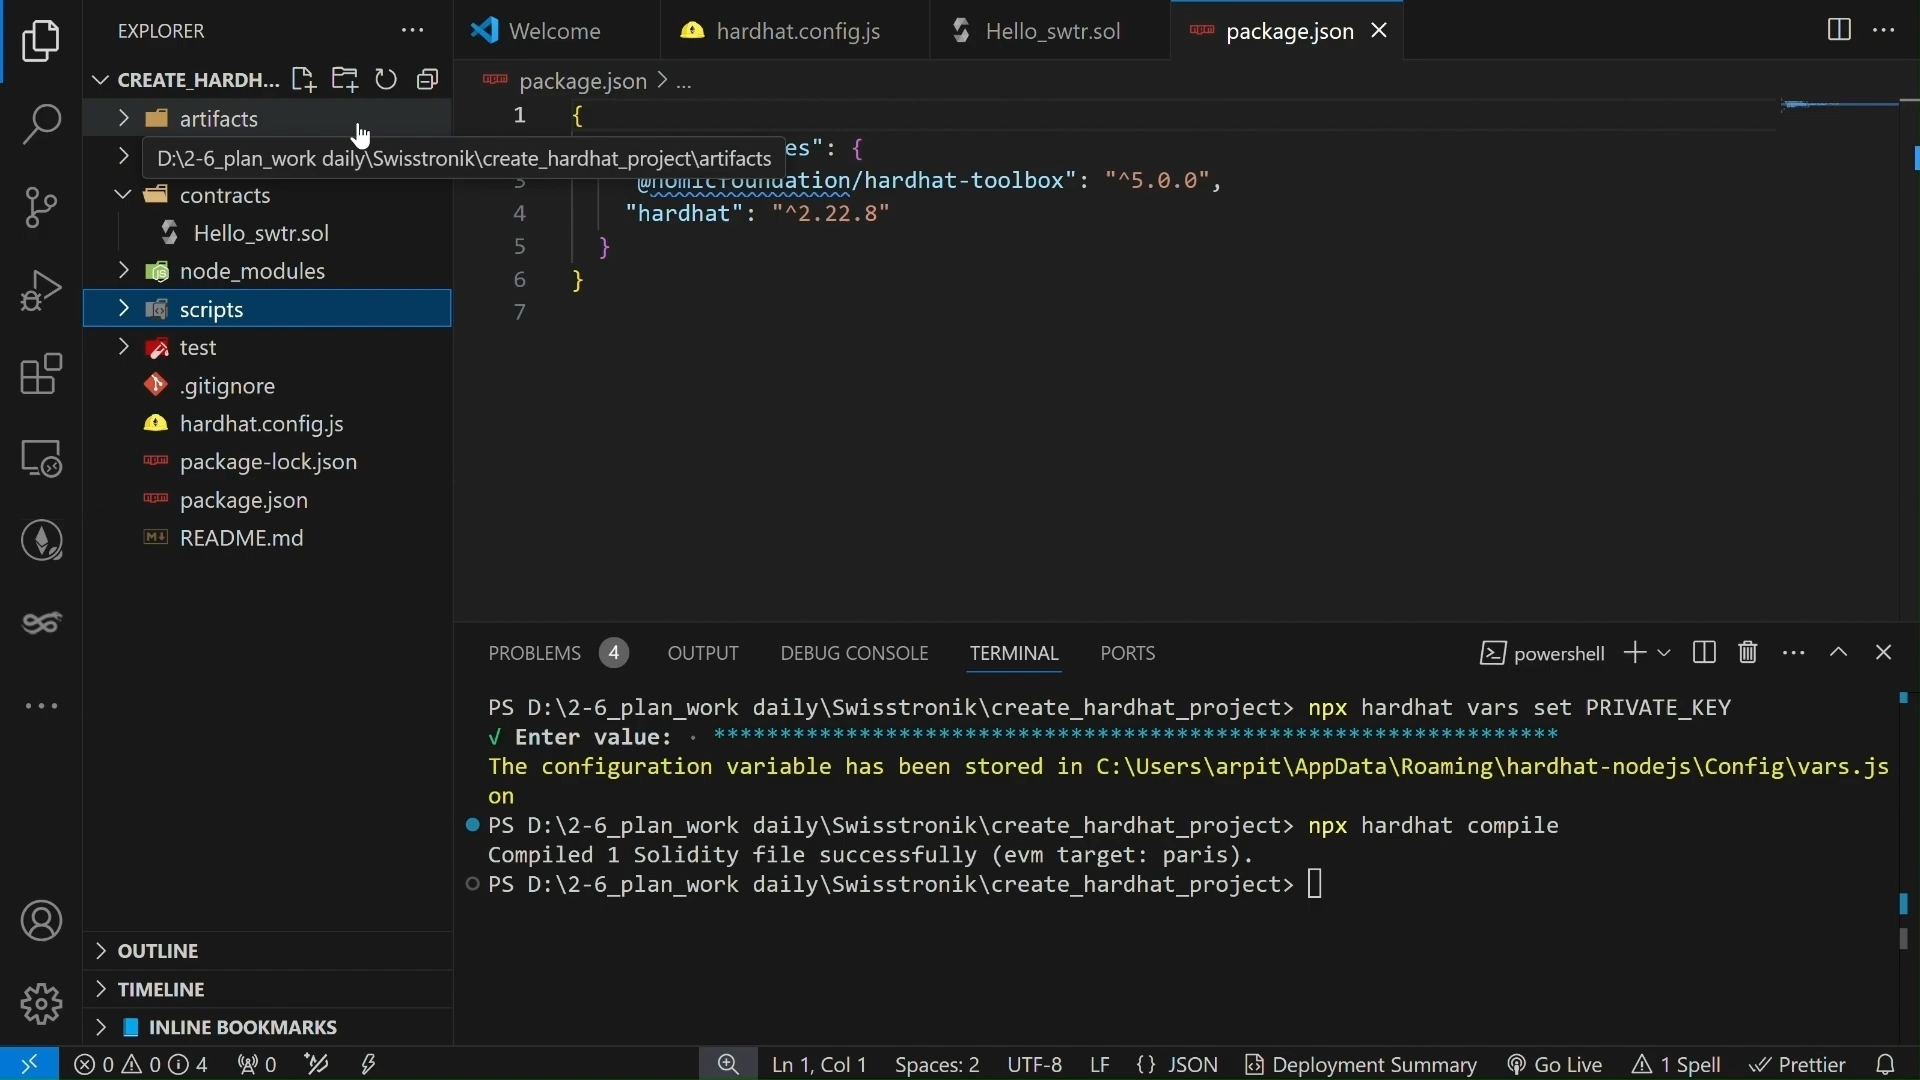 EXPLORER
Welcome
hardhat.config.js
Hello_swtr.sol
package.json
CREATE_HARDH...
package.json > ...
artifacts
D:\2-6_plan_work daily\Swisstronik\create_hardhat_project\artifacts
contracts
Hello_swtr.sol
node_modules
scripts
test
.gitignore
hardhat.config.js
package-lock.json
package.json
README.md
OUTLINE
TIMELINE
INLINE BOOKMARKS
1 {
es": {
3 "@nomicfoundation/hardhat-toolbox": "^5.0.0",
4 "hardhat": "^2.22.8"
5 }
6 }
7
PROBLEMS 4 OUTPUT DEBUG CONSOLE TERMINAL PORTS
powershell
PS D:\2-6_plan_work daily\Swisstronik\create_hardhat_project> npx hardhat vars set PRIVATE_KEY
√ Enter value: · ****************************************************************
The configuration variable has been stored in C:\Users\arpit\AppData\Roaming\hardhat-nodejs\Config\vars.js
on
PS D:\2-6_plan_work daily\Swisstronik\create_hardhat_project> npx hardhat compile
Compiled 1 Solidity file successfully (evm target: paris).
PS D:\2-6_plan_work daily\Swisstronik\create_hardhat_project>
0 0 4 0 Ln 1, Col 1 Spaces: 2 UTF-8 LF {} JSON Deployment Summary Go Live 1 Spell Prettier